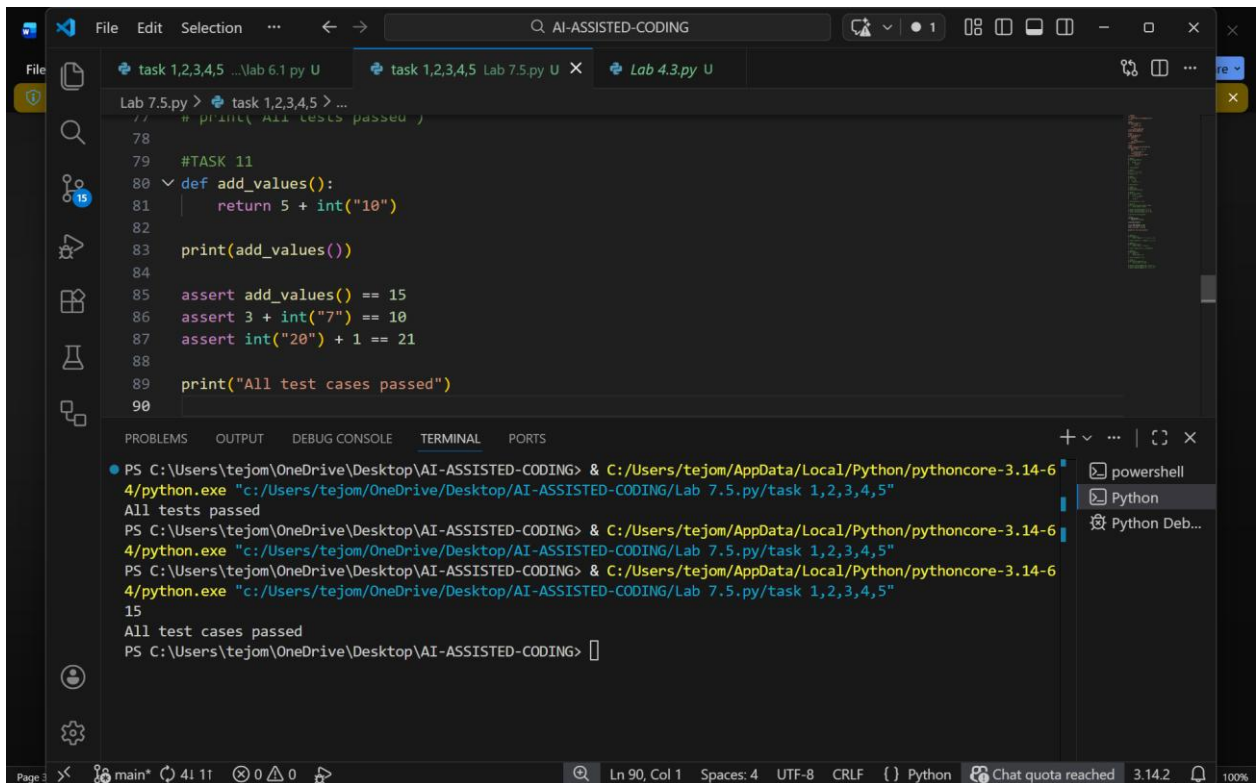 File Edit Selection ··· ← → AI-ASSISTED-CODING 1
File
task 1,2,3,4,5 ...\lab 6.1 py U task 1,2,3,4,5 Lab 7.5.py U Lab 4.3.py U
Lab 7.5.py > task 1,2,3,4,5 > ...
77 # print("All tests passed")
78
79 #TASK 11
80 def add_values():
81 return 5 + int("10")
82
83 print(add_values())
84
85 assert add_values() == 15
86 assert 3 + int("7") == 10
87 assert int("20") + 1 == 21
88
89 print("All test cases passed")
90
15
PROBLEMS OUTPUT DEBUG CONSOLE TERMINAL PORTS
PS C:\Users\tejom\OneDrive\Desktop\AI-ASSISTED-CODING> & C:/Users/tejom/AppData/Local/Python/pythoncore-3.14-6
4/python.exe "c:/Users/tejom/OneDrive/Desktop/AI-ASSISTED-CODING/Lab 7.5.py/task 1,2,3,4,5"
All tests passed
PS C:\Users\tejom\OneDrive\Desktop\AI-ASSISTED-CODING> & C:/Users/tejom/AppData/Local/Python/pythoncore-3.14-6
4/python.exe "c:/Users/tejom/OneDrive/Desktop/AI-ASSISTED-CODING/Lab 7.5.py/task 1,2,3,4,5"
PS C:\Users\tejom\OneDrive\Desktop\AI-ASSISTED-CODING> & C:/Users/tejom/AppData/Local/Python/pythoncore-3.14-6
4/python.exe "c:/Users/tejom/OneDrive/Desktop/AI-ASSISTED-CODING/Lab 7.5.py/task 1,2,3,4,5"
15
All test cases passed
PS C:\Users\tejom\OneDrive\Desktop\AI-ASSISTED-CODING>
powershell
Python
Python Deb...
main* 4↓ 1↑ 0 0 Ln 90, Col 1 Spaces: 4 UTF-8 CRLF { } Python Chat quota reached 3.14.2 100%